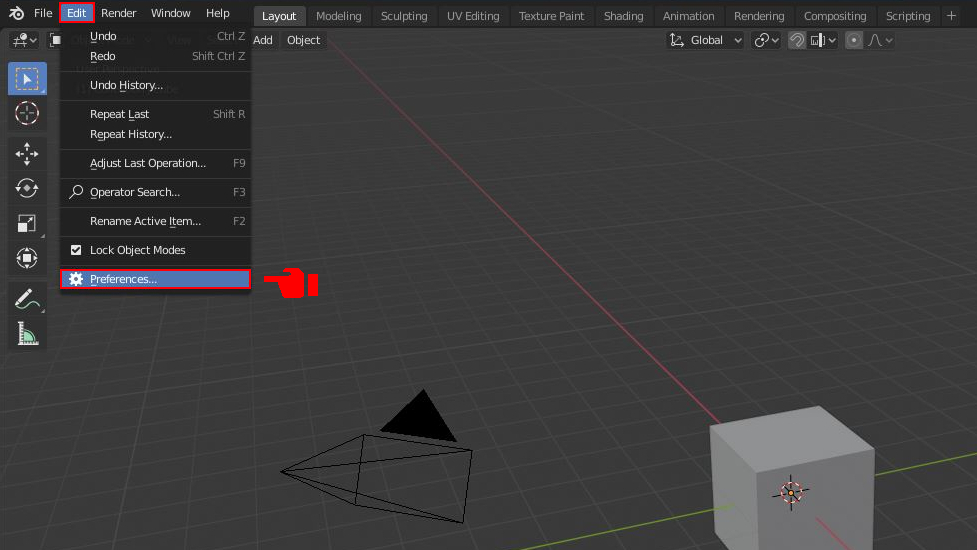 File Edit Render Window Help Layout Modeling Sculpting UV Editing Texture Paint Shading Animation Rendering Compositing Scripting +
Add Object Global
Undo Ctrl Z
Redo Shift Ctrl Z
Undo History...
Repeat Last Shift R
Repeat History...
Adjust Last Operation... F9
Operator Search... F3
Rename Active Item... F2
Lock Object Modes
Preferences...